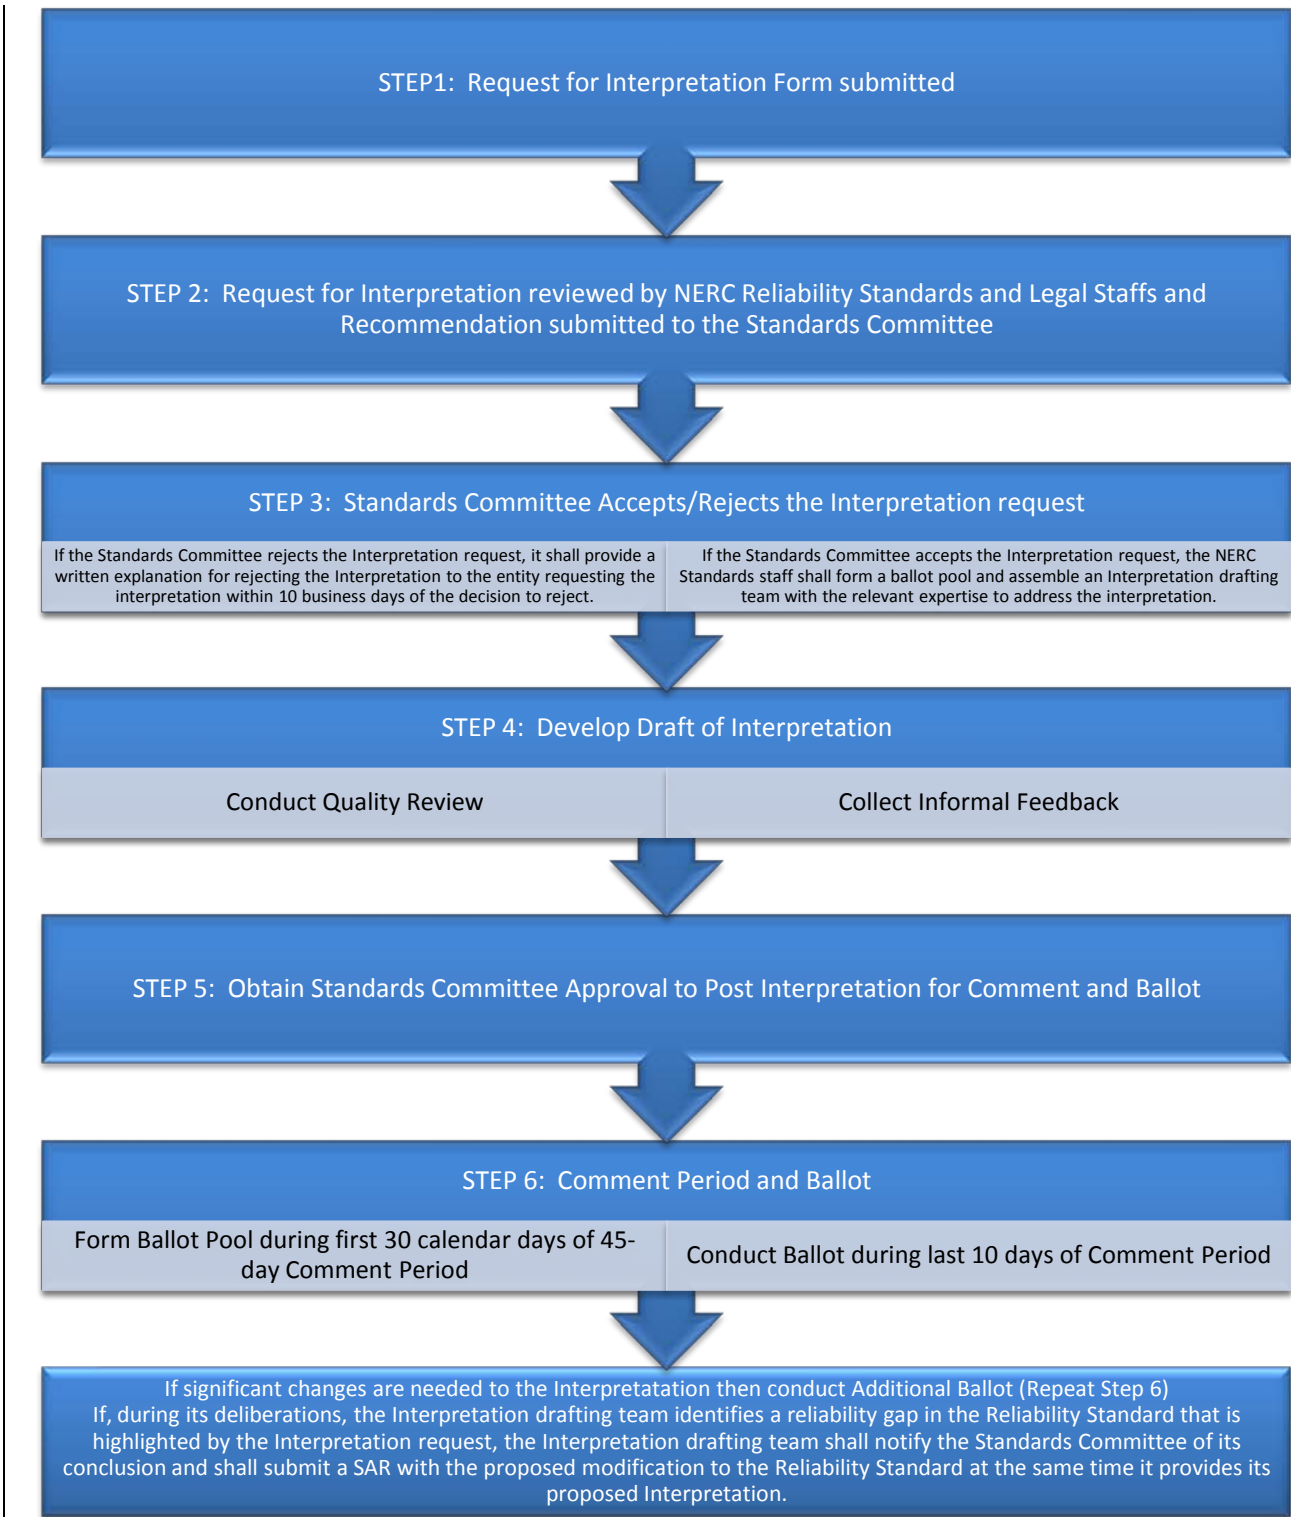 STEP1:  Request for Interpretation Form submitted
STEP 2:  Request for Interpretation reviewed by NERC Reliability Standards and Legal Staffs and
Recommendation submitted to the Standards Committee
STEP 3:  Standards Committee Accepts/Rejects the Interpretation request
If the Standards Committee rejects the Interpretation request, it shall provide a
written explanation for rejecting the Interpretation to the entity requesting the
interpretation within 10 business days of the decision to reject.
If the Standards Committee accepts the Interpretation request, the NERC
Standards staff shall form a ballot pool and assemble an Interpretation drafting
team with the relevant expertise to address the interpretation.
STEP 4:  Develop Draft of Interpretation
Conduct Quality Review
Collect Informal Feedback
STEP 5:  Obtain Standards Committee Approval to Post Interpretation for Comment and Ballot
STEP 6:  Comment Period and Ballot
Form Ballot Pool during first 30 calendar days of 45-
day Comment Period
Conduct Ballot during last 10 days of Comment Period
If significant changes are needed to the Interpretatation then conduct Additional Ballot (Repeat Step 6)
If, during its deliberations, the Interpretation drafting team identifies a reliability gap in the Reliability Standard that is
highlighted by the Interpretation request, the Interpretation drafting team shall notify the Standards Committee of its
conclusion and shall submit a SAR with the proposed modification to the Reliability Standard at the same time it provides its
proposed Interpretation.